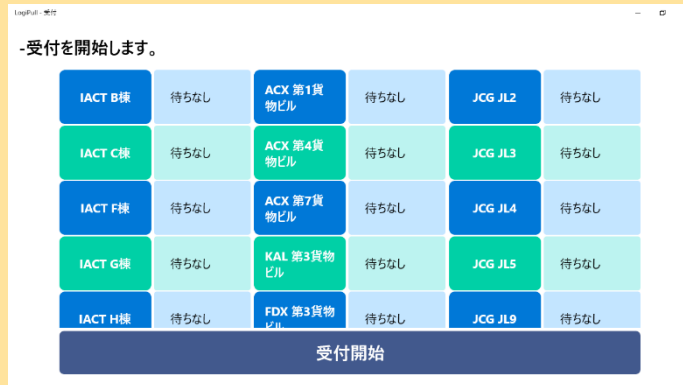 LogiPull - 受付
-受付を開始します。
IACT B棟 待ちなし ACX 第1貨物ビル 待ちなし JCG JL2 待ちなし
IACT C棟 待ちなし ACX 第4貨物ビル 待ちなし JCG JL3 待ちなし
IACT F棟 待ちなし ACX 第7貨物ビル 待ちなし JCG JL4 待ちなし
IACT G棟 待ちなし KAL 第3貨物ビル 待ちなし JCG JL5 待ちなし
IACT H棟 待ちなし FDX 第3貨物ビル 待ちなし JCG JL9 待ちなし
受付開始